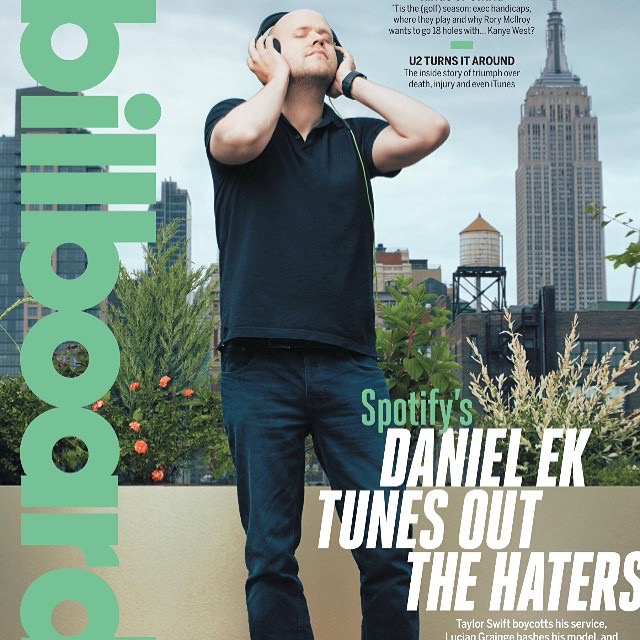 billboard
'Tis the (golf) season: exec handicaps,
where they play and why Rory McIlroy
wants to go 18 holes with... Kanye West?
U2 TURNS IT AROUND
The inside story of triumph over
death, injury and even iTunes
Spotify's
DANIEL EK
TUNES OUT
THE HATERS
Taylor Swift boycotts his service,
Lucian Grainge bashes his model, and